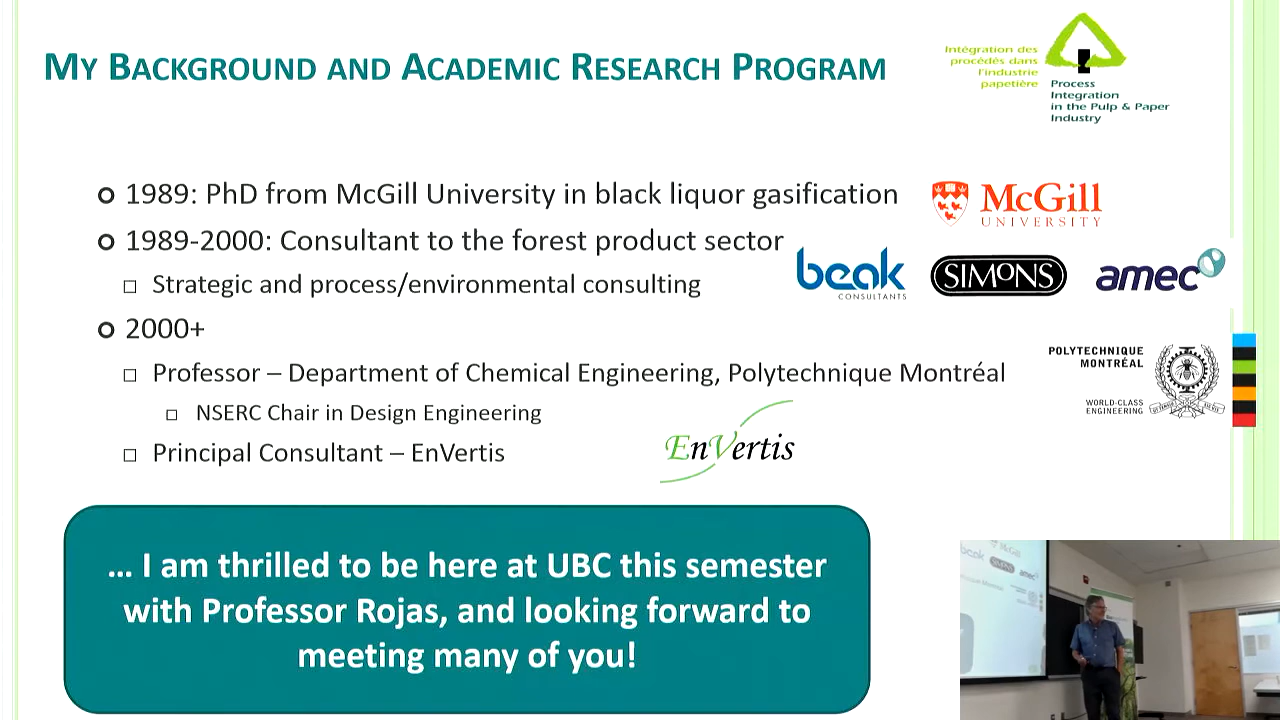 MY BACKGROUND AND ACADEMIC RESEARCH PROGRAM
Intégration des
procédés dans
l'industrie
papetière
Process
Integration
in the Pulp & Paper
Industry
1989: PhD from McGill University in black liquor gasification
McGill
UNIVERSITY
1989-2000: Consultant to the forest product sector
beak
CONSULTANTS
SIMONS
amec
Strategic and process/environmental consulting
2000+
Professor – Department of Chemical Engineering, Polytechnique Montréal
POLYTECHNIQUE
MONTRÉAL
WORLD-CLASS
ENGINEERING
NSERC Chair in Design Engineering
Principal Consultant – EnVertis
EnVertis
... I am thrilled to be here at UBC this semester
with Professor Rojas, and looking forward to
meeting many of you!
beak
McGill
SIMONS
amec